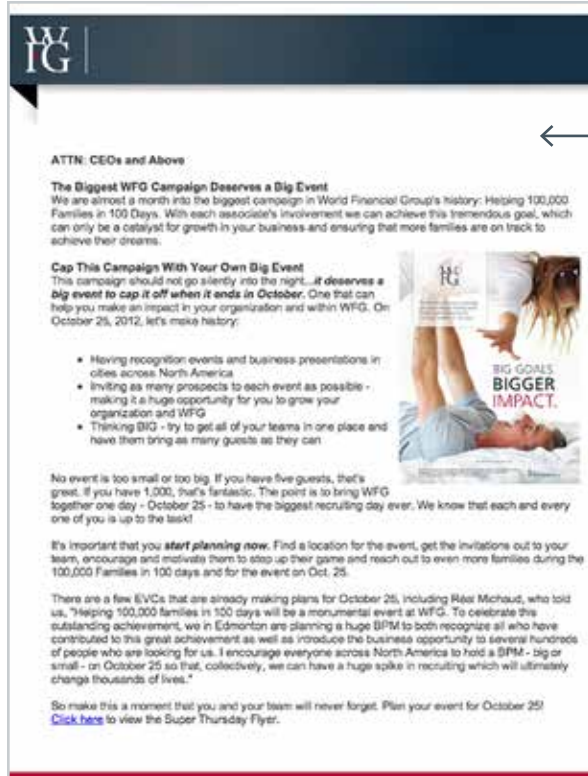 WFG
ATTN: CEOs and Above
The Biggest WFG Campaign Deserves a Big Event
We are almost a month into the biggest campaign in World Financial Group's history: Helping 100,000
Families in 100 Days. With each associate's involvement we can achieve this tremendous goal, which
can only be a catalyst for growth in your business and ensuring that more families are on track to
achieve their dreams.
Cap This Campaign With Your Own Big Event
This campaign should not go silently into the night...it deserves a
big event to cap it off when it ends in October. One that can
help you make an impact in your organization and within WFG. On
October 25, 2012, let's make history:
• Having recognition events and business presentations in
cities across North America
• Inviting as many prospects to each event as possible -
making it a huge opportunity for you to grow your
organization and WFG
• Thinking BIG - try to get all of your teams in one place and
have them bring as many guests as they can
WFG
BIG GOALS.
BIGGER
IMPACT.
No event is too small or too big. If you have five guests, that's
great. If you have 1,000, that's fantastic. The point is to bring WFG
together one day - October 25 - to have the biggest recruiting day ever. We know that each and every
one of you is up to the task!
It's important that you start planning now. Find a location for the event, get the invitations out to your
team, encourage and motivate them to step up their game and reach out to even more families during the
100,000 Families in 100 days and for the event on Oct. 25.
There are a few EVCs that are already making plans for October 25, including Réal Michaud, who told
us, "Helping 100,000 families in 100 days will be a monumental event at WFG. To celebrate this
outstanding achievement, we in Edmonton are planning a huge BPM to both recognize all who have
contributed to this great achievement as well as introduce the business opportunity to several hundreds
of people who are looking for us. I encourage everyone across North America to hold a BPM - big or
small - on October 25 so that, collectively, we can have a huge spike in recruiting which will ultimately
change thousands of lives."
So make this a moment that you and your team will never forget. Plan your event for October 25!
Click here to view the Super Thursday Flyer.